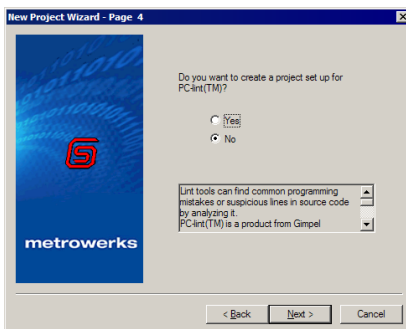 New Project Wizard - Page 4
Do you want to create a project set up for
PC-lint(TM)?
Yes
No
Lint tools can find common programming
mistakes or suspicious lines in source code
by analyzing it.
PC-lint(TM) is a product from Gimpel
metrowerks
< Back
Next >
Cancel